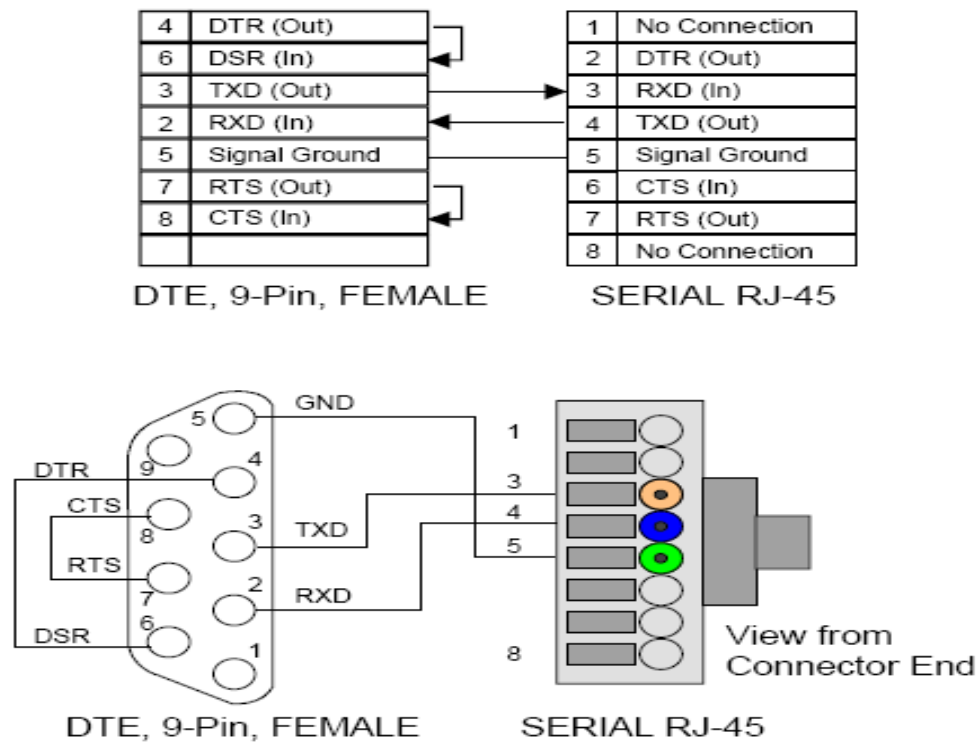 4 DTR (Out) 1 No Connection
6 DSR (In) 2 DTR (Out)
3 TXD (Out) 3 RXD (In)
2 RXD (In) 4 TXD (Out)
5 Signal Ground 5 Signal Ground
7 RTS (Out) 6 CTS (In)
8 CTS (In) 7 RTS (Out)
8 No Connection
DTE, 9-Pin, FEMALE SERIAL RJ-45
5 GND
1
9 4
DTR
3
CTS
8 3 TXD
4
5
RTS
7 2 RXD
6
DSR
1
8
View from
Connector End
DTE, 9-Pin, FEMALE SERIAL RJ-45